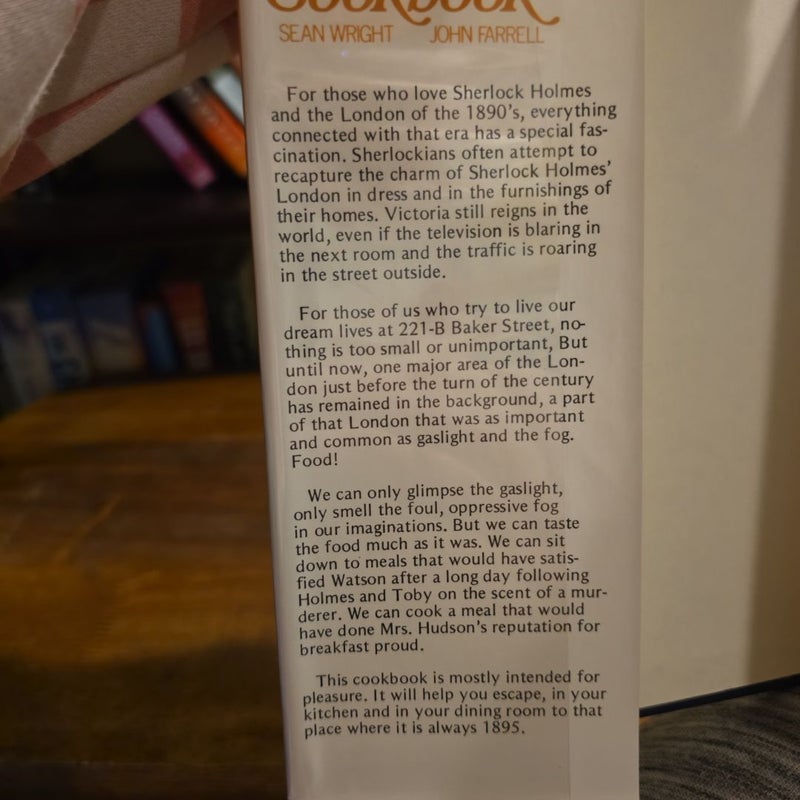 Cookbook
SEAN WRIGHT JOHN FARRELL
For those who love Sherlock Holmes
and the London of the 1890's, everything
connected with that era has a special fas-
cination. Sherlockians often attempt to
recapture the charm of Sherlock Holmes'
London in dress and in the furnishings of
their homes. Victoria still reigns in the
world, even if the television is blaring in
the next room and the traffic is roaring
in the street outside.
For those of us who try to live our
dream lives at 221-B Baker Street, no-
thing is too small or unimportant, But
until now, one major area of the Lon-
don just before the turn of the century
has remained in the background, a part
of that London that was as important
and common as gaslight and the fog.
Food!
We can only glimpse the gaslight,
only smell the foul, oppressive fog
in our imaginations. But we can taste
the food much as it was. We can sit
down to meals that would have satis-
fied Watson after a long day following
Holmes and Toby on the scent of a mur-
derer. We can cook a meal that would
have done Mrs. Hudson's reputation for
breakfast proud.
This cookbook is mostly intended for
pleasure. It will help you escape, in your
kitchen and in your dining room to that
place where it is always 1895.